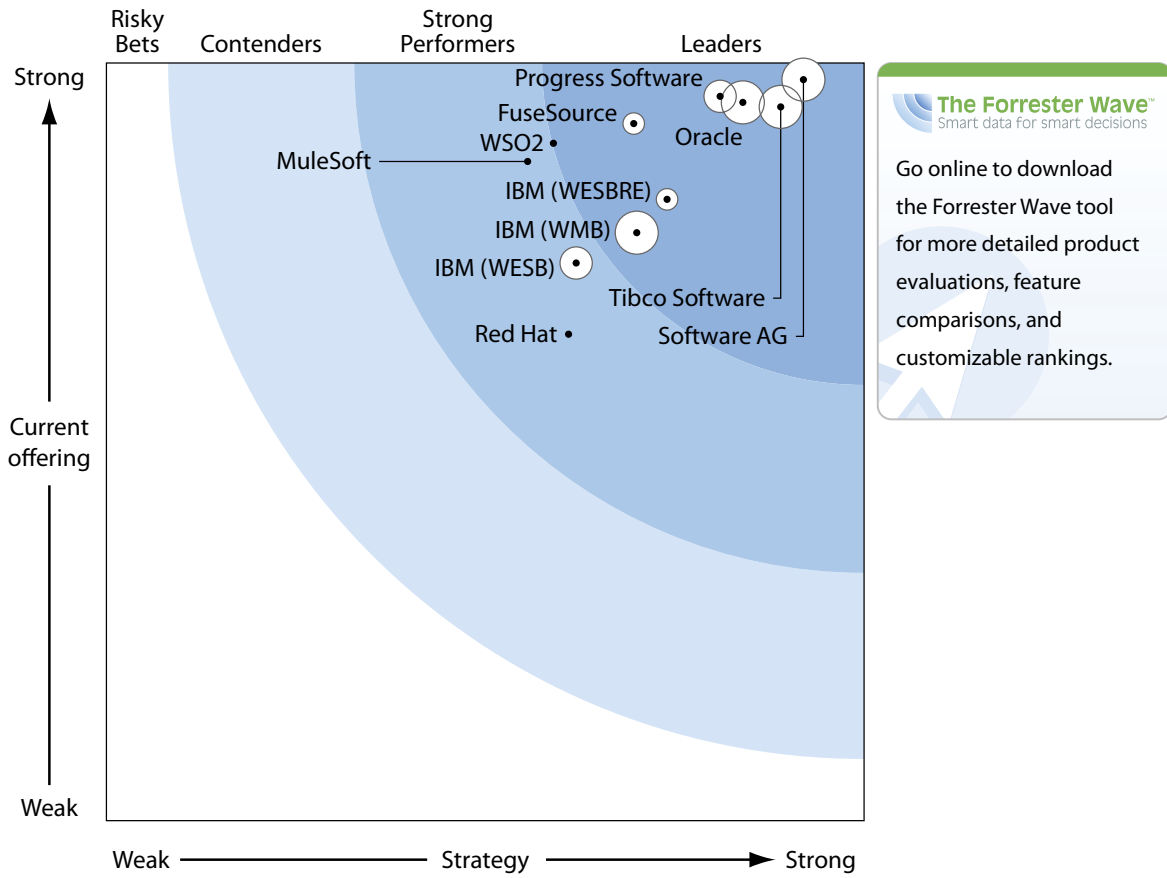 Risky
Bets
Contenders
Strong
Performers
Leaders
Strong
Current
offering
Weak
Progress Software
FuseSource
Oracle
WSO2
MuleSoft
IBM (WESBRE)
IBM (WMB)
IBM (WESB)
Tibco Software
Red Hat
Software AG
Weak
Strategy
Strong
The Forrester Wave™
Smart data for smart decisions
Go online to download
the Forrester Wave tool
for more detailed product
evaluations, feature
comparisons, and
customizable rankings.